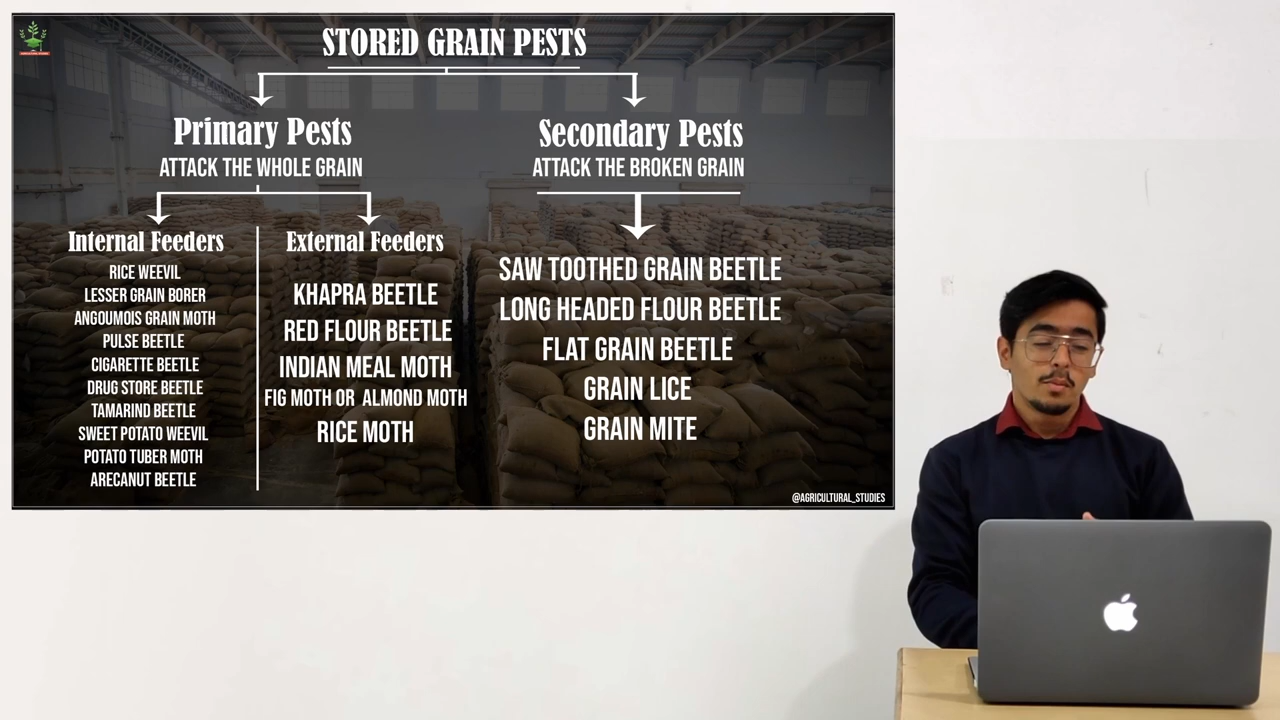 STORED GRAIN PESTS
Primary Pests
ATTACK THE WHOLE GRAIN
Internal Feeders
RICE WEEVIL
LESSER GRAIN BORER
ANGOUMOIS GRAIN MOTH
PULSE BEETLE
CIGARETTE BEETLE
DRUG STORE BEETLE
TAMARIND BEETLE
SWEET POTATO WEEVIL
POTATO TUBER MOTH
ARECANUT BEETLE
External Feeders
KHAPRA BEETLE
RED FLOUR BEETLE
INDIAN MEAL MOTH
FIG MOTH OR ALMOND MOTH
RICE MOTH
Secondary Pests
ATTACK THE BROKEN GRAIN
SAW TOOTHED GRAIN BEETLE
LONG HEADED FLOUR BEETLE
FLAT GRAIN BEETLE
GRAIN LICE
GRAIN MITE
@AGRICULTURAL_STUDIES